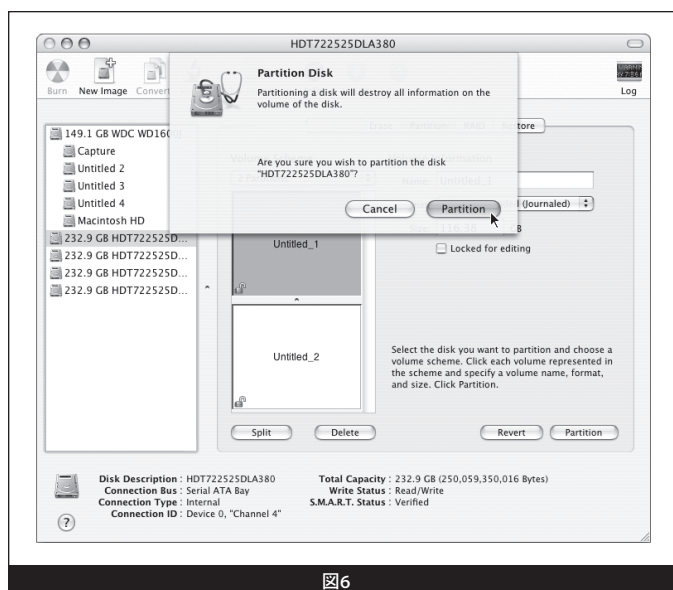 HDT722525DLA380
Burn
New Image
Convert
Log
Partition Disk
Partitioning a disk will destroy all information on the
volume of the disk.
Are you sure you wish to partition the disk
"HDT722525DLA380"?
Cancel
Partition
149.1 GB WDC WD160
Capture
Untitled 2
Untitled 3
Untitled 4
Macintosh HD
232.9 GB HDT722525D...
232.9 GB HDT722525D...
232.9 GB HDT722525D...
232.9 GB HDT722525D...
(Journaled)
Locked for editing
Untitled_1
Untitled_2
Select the disk you want to partition and choose a
volume scheme. Click each volume represented in
the scheme and specify a volume name, format,
and size. Click Partition.
Split
Delete
Revert
Partition
Disk Description : HDT722525DLA380
Connection Bus : Serial ATA Bay
Connection Type : Internal
Connection ID : Device 0, "Channel 4"
Total Capacity : 232.9 GB (250,059,350,016 Bytes)
Write Status : Read/Write
S.M.A.R.T. Status : Verified
?
図6